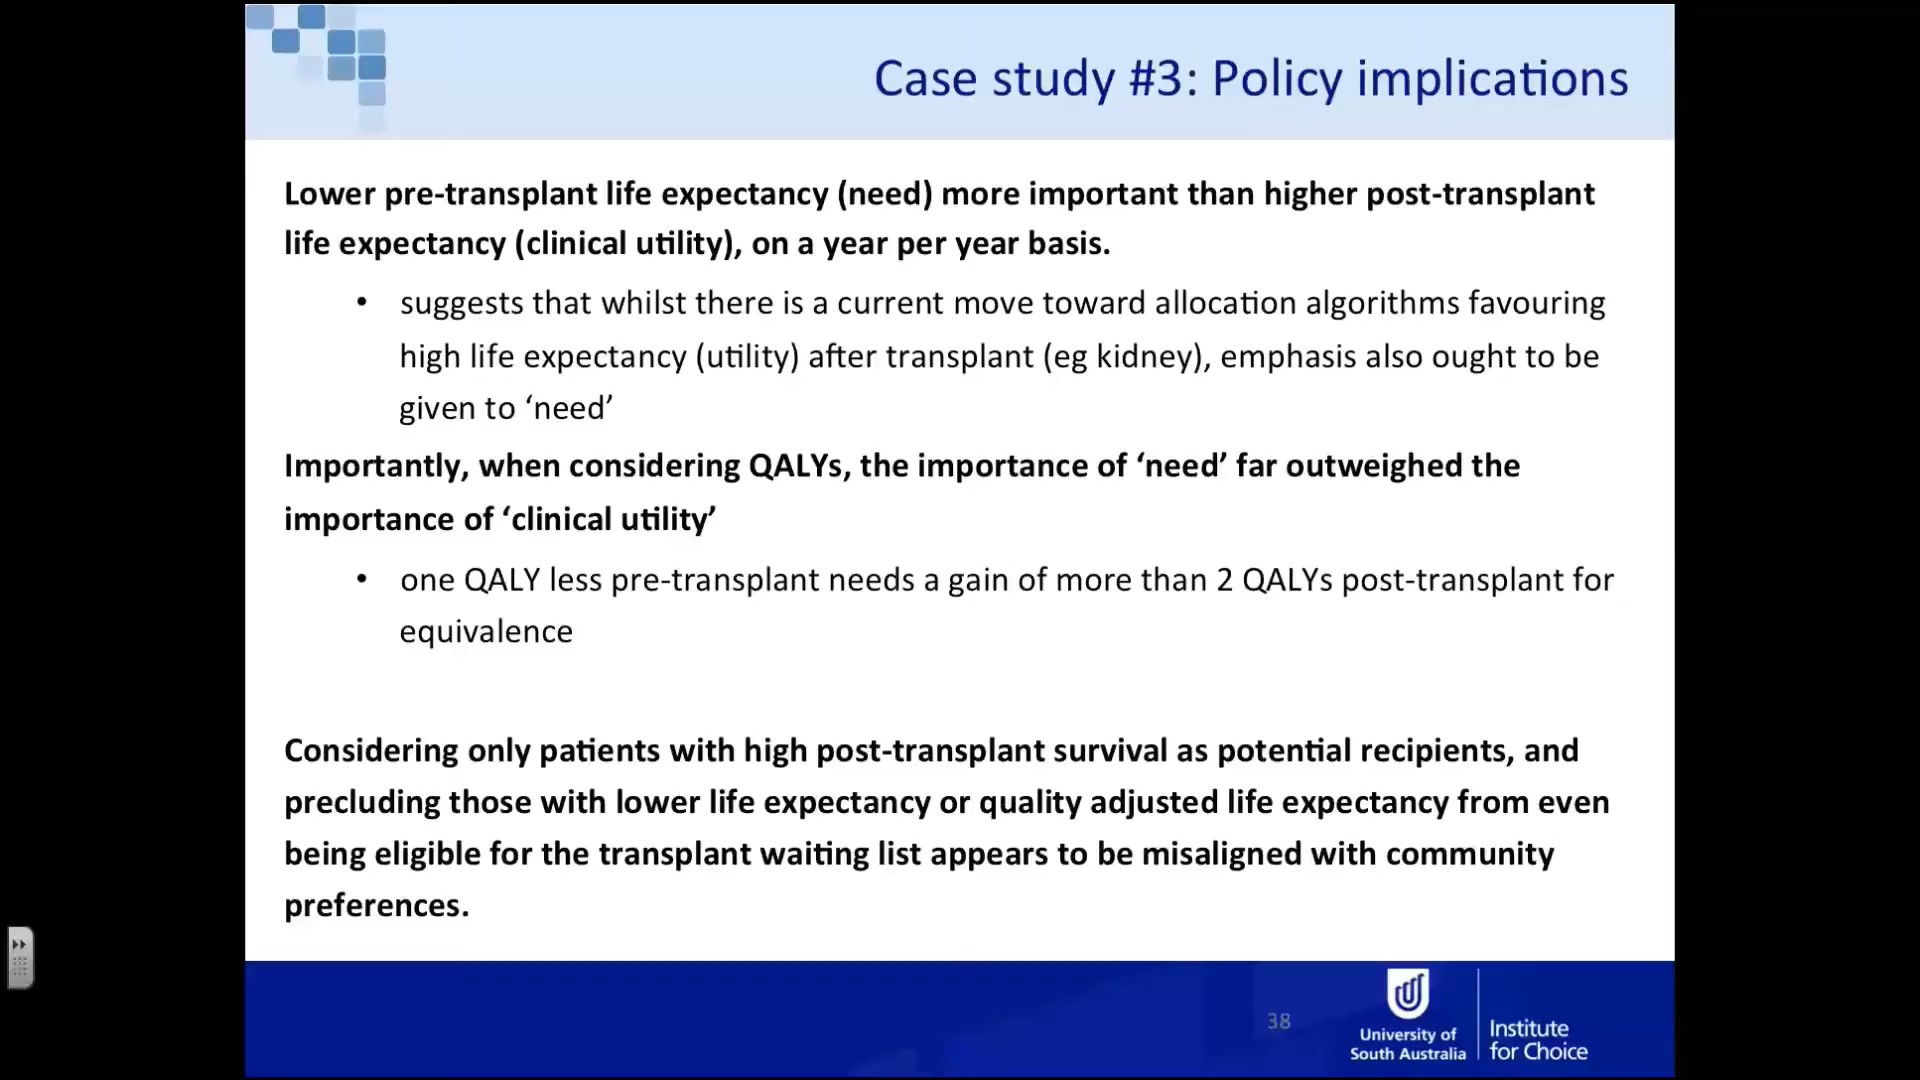 Case study #3: Policy implications
Lower pre-transplant life expectancy (need) more important than higher post-transplant
life expectancy (clinical utility), on a year per year basis.
• suggests that whilst there is a current move toward allocation algorithms favouring
high life expectancy (utility) after transplant (eg kidney), emphasis also ought to be
given to ‘need’
Importantly, when considering QALYs, the importance of ‘need’ far outweighed the
importance of ‘clinical utility’
• one QALY less pre-transplant needs a gain of more than 2 QALYs post-transplant for
equivalence
Considering only patients with high post-transplant survival as potential recipients, and
precluding those with lower life expectancy or quality adjusted life expectancy from even
being eligible for the transplant waiting list appears to be misaligned with community
preferences.
38
University of
South Australia
Institute
for Choice